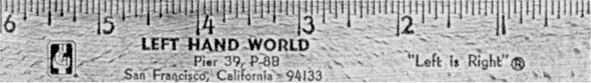 6 5 4 3 2 1
LEFT HAND WORLD
Pier 39, P-8B
San Francisco, California - 94133
"Left is Right"®